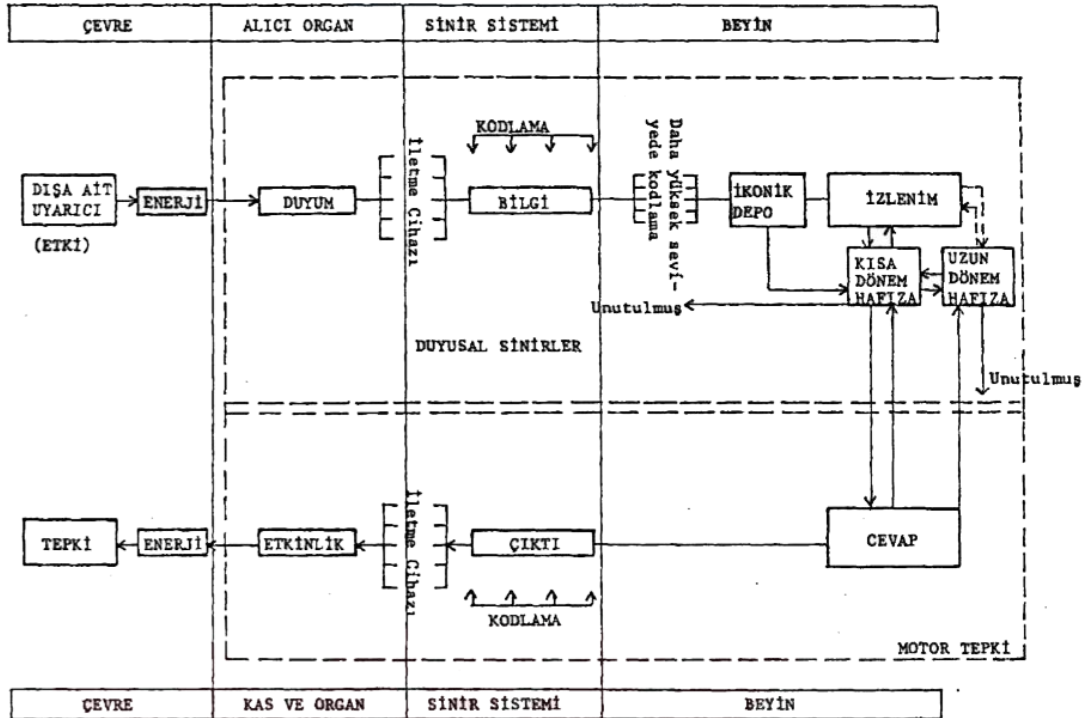 ÇEVRE
ALICI ORGAN
SİNİR SİSTEMİ
BEYİN
KODLAMA
İletme Cihazı
Daha yüksek sevi-
yede kodlama
DIŞA AİT
UYARICI
(ETKİ)
ENERJİ
DUYUM
BİLGİ
İKONİK
DEPO
İZLENİM
KISA
DÖNEM
HAFIZA
UZUN
DÖNEM
HAFIZA
Unutulmuş
DUYUSAL SİNİRLER
Unutulmuş
TEPKİ
ENERJİ
ETKİNLİK
İletme Cihazı
ÇIKTI
CEVAP
KODLAMA
MOTOR TEPKİ
ÇEVRE
KAS VE ORGAN
SİNİR SİSTEMİ
BEYİN